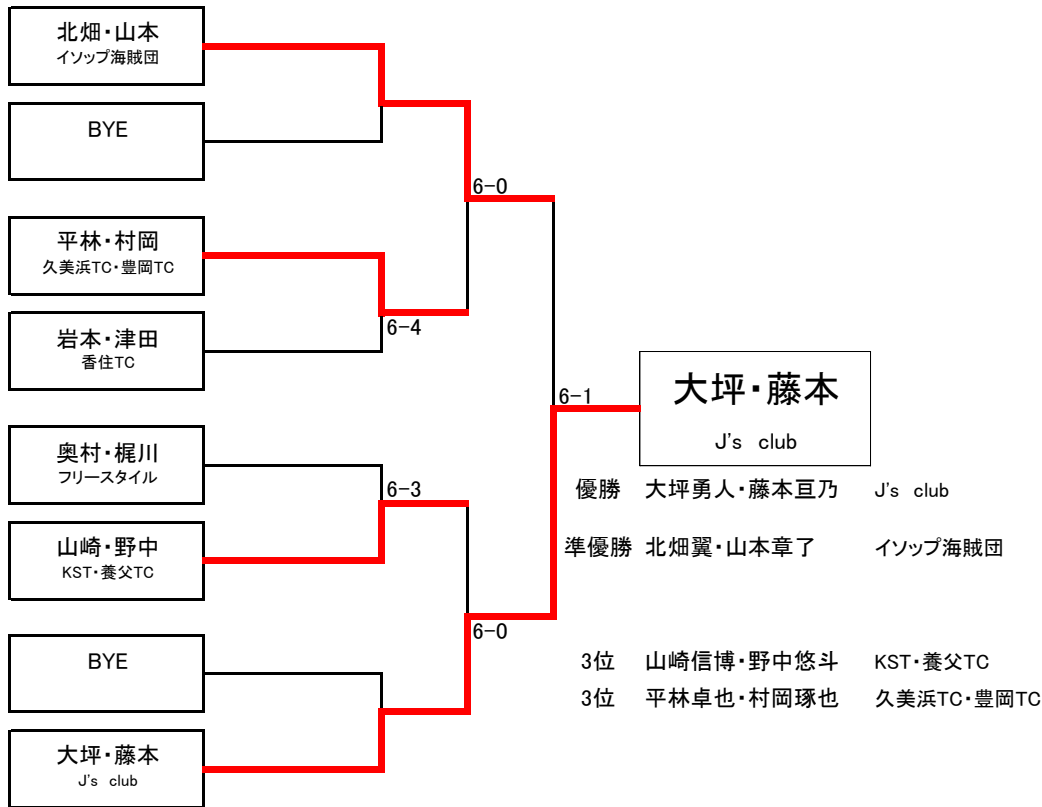 北畑・山本
イソップ海賊団
BYE
6-0
平林・村岡
久美浜TC・豊岡TC
6-4
岩本・津田
香住TC
6-1
大坪・藤本
J's club
奥村・梶川
フリースタイル
6-3
優勝 大坪勇人・藤本亘乃 J's club
山崎・野中
KST・養父TC
準優勝 北畑翼・山本章了 イソップ海賊団
6-0
BYE
3位 山崎信博・野中悠斗 KST・養父TC
3位 平林卓也・村岡琢也 久美浜TC・豊岡TC
大坪・藤本
J's club